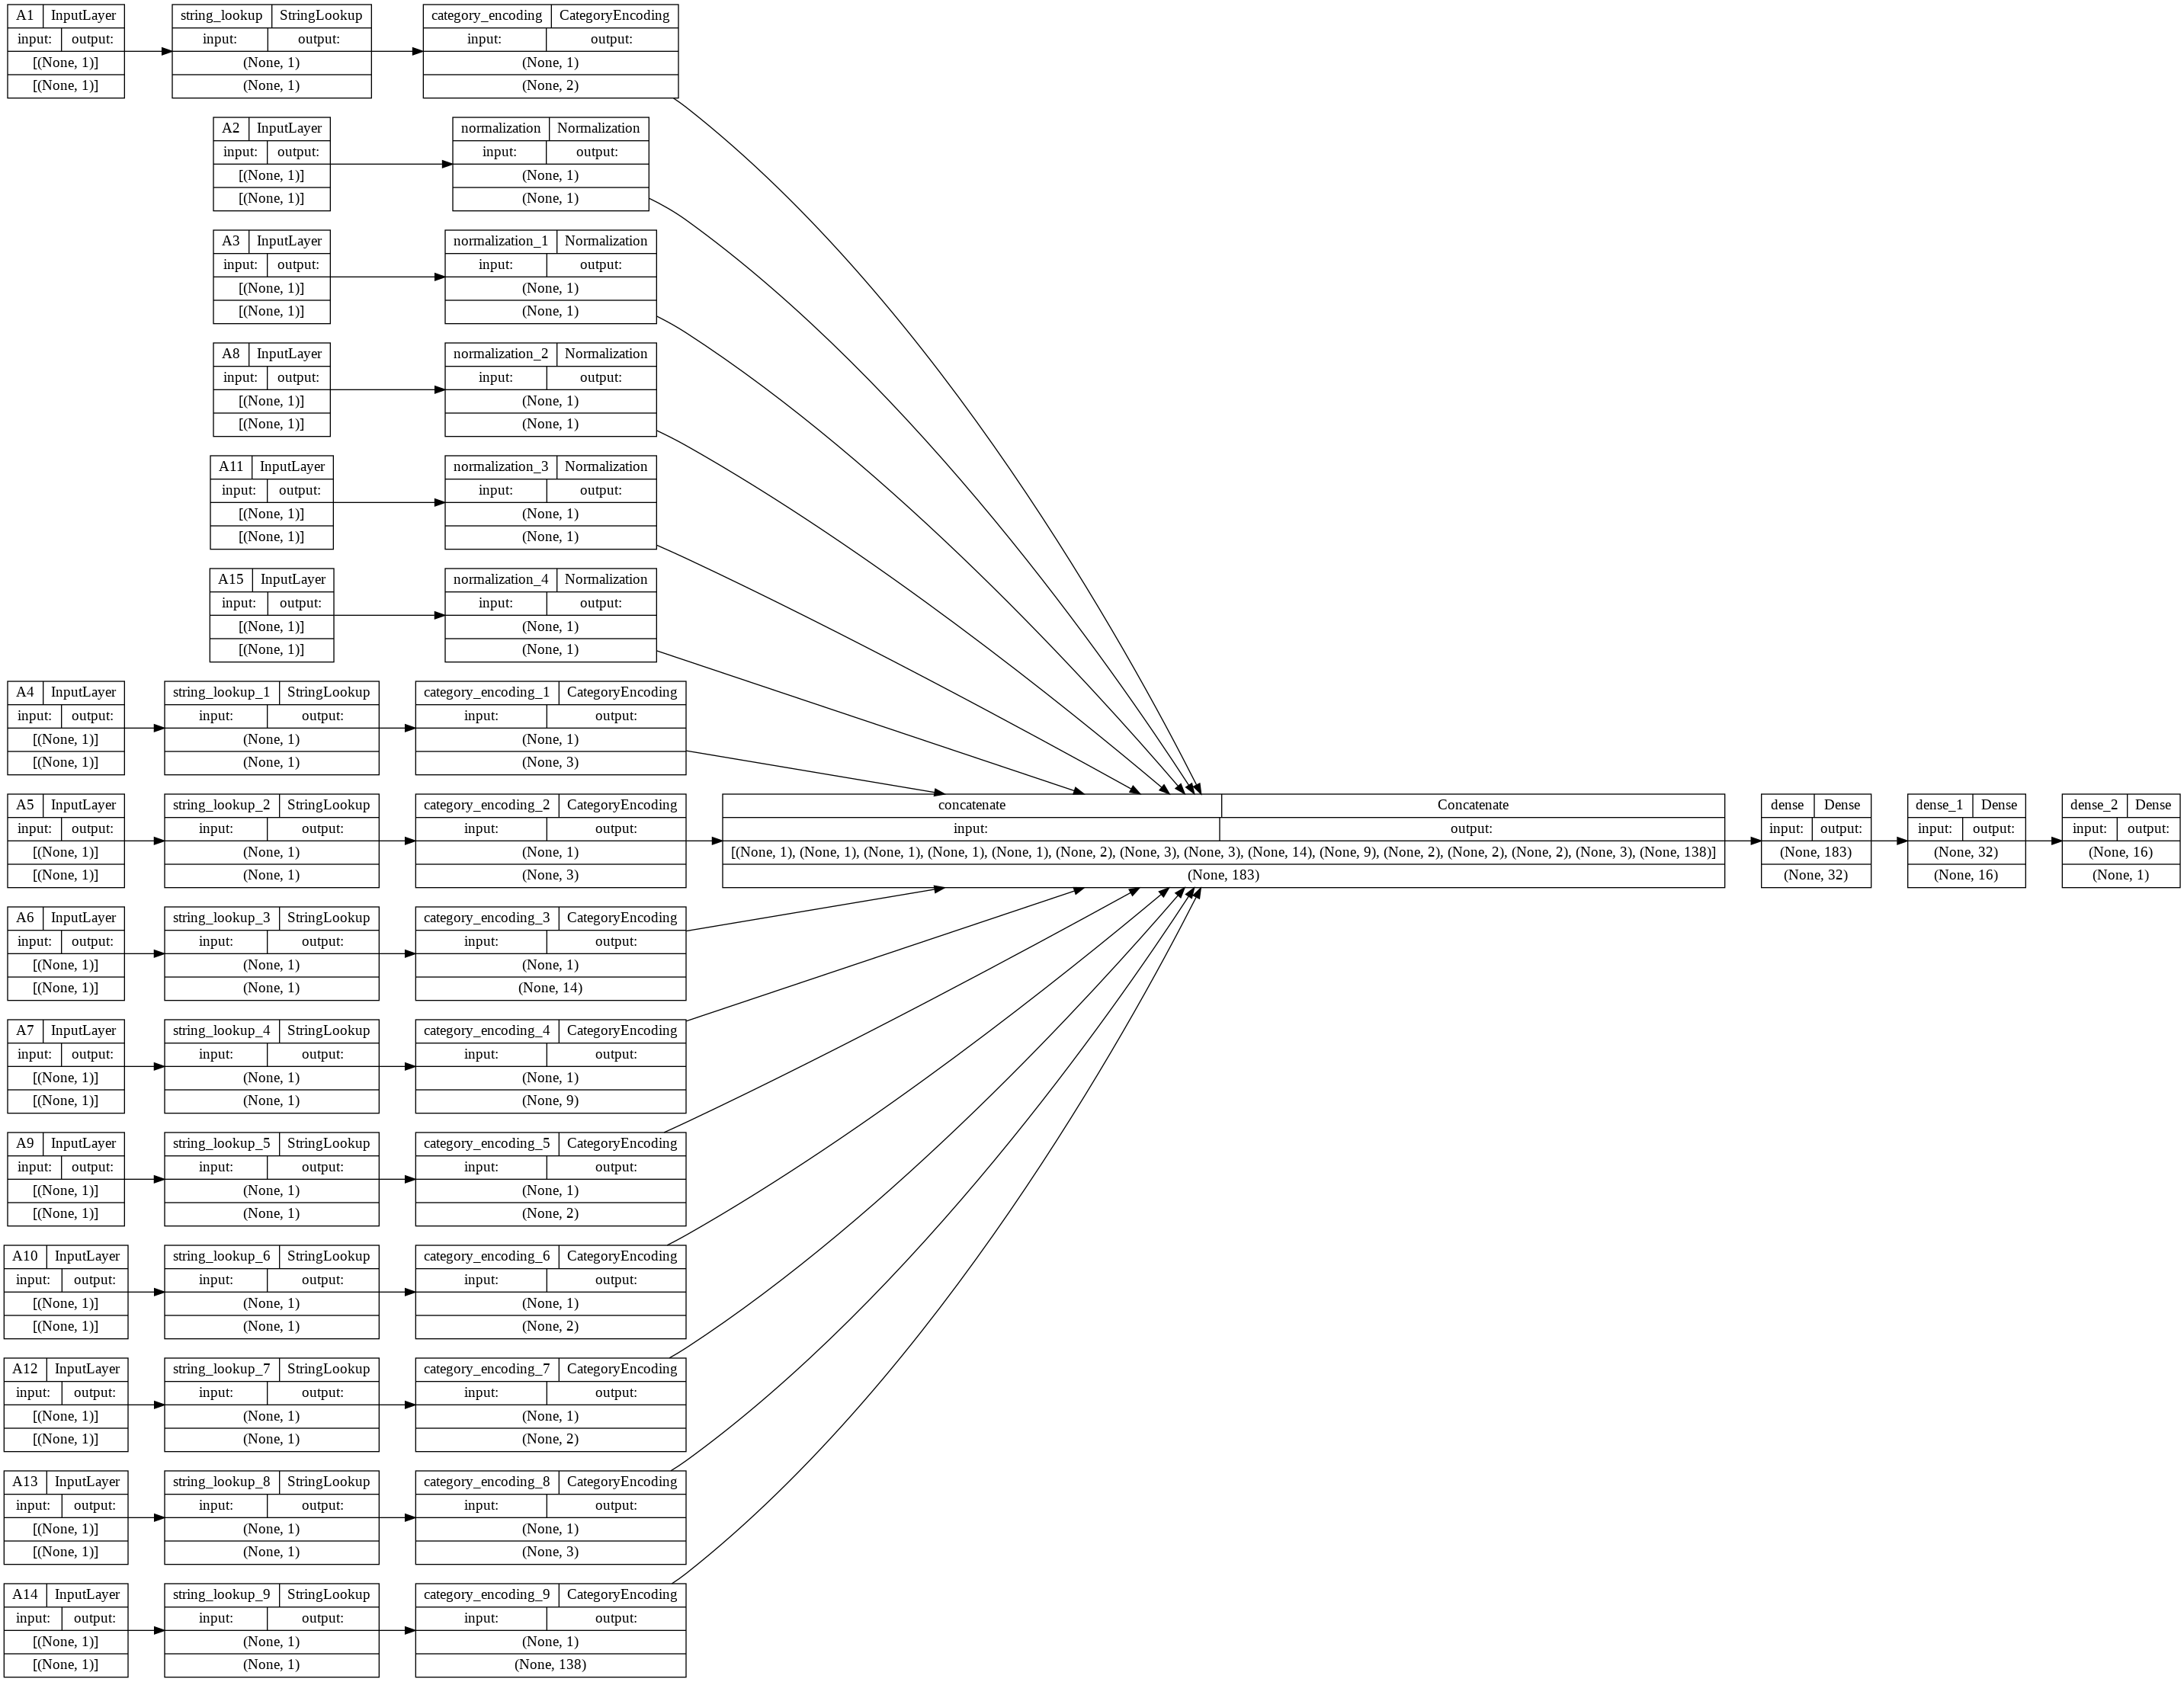 A1 InputLayer
input: output:
[(None, 1)]
[(None, 1)]
string_lookup StringLookup
input: output:
(None, 1)
(None, 1)
category_encoding CategoryEncoding
input: output:
(None, 1)
(None, 2)
A2 InputLayer
input: output:
[(None, 1)]
[(None, 1)]
normalization Normalization
input: output:
(None, 1)
(None, 1)
A3 InputLayer
input: output:
[(None, 1)]
[(None, 1)]
normalization_1 Normalization
input: output:
(None, 1)
(None, 1)
A8 InputLayer
input: output:
[(None, 1)]
[(None, 1)]
normalization_2 Normalization
input: output:
(None, 1)
(None, 1)
A11 InputLayer
input: output:
[(None, 1)]
[(None, 1)]
normalization_3 Normalization
input: output:
(None, 1)
(None, 1)
A15 InputLayer
input: output:
[(None, 1)]
[(None, 1)]
normalization_4 Normalization
input: output:
(None, 1)
(None, 1)
A4 InputLayer
input: output:
[(None, 1)]
[(None, 1)]
string_lookup_1 StringLookup
input: output:
(None, 1)
(None, 1)
category_encoding_1 CategoryEncoding
input: output:
(None, 1)
(None, 3)
A5 InputLayer
input: output:
[(None, 1)]
[(None, 1)]
string_lookup_2 StringLookup
input: output:
(None, 1)
(None, 1)
category_encoding_2 CategoryEncoding
input: output:
(None, 1)
(None, 3)
concatenate Concatenate
input: output:
[(None, 1), (None, 1), (None, 1), (None, 1), (None, 1), (None, 2), (None, 3), (None, 3), (None, 14), (None, 9), (None, 2), (None, 2), (None, 2), (None, 3), (None, 138)]
(None, 183)
dense Dense
input: output:
(None, 183)
(None, 32)
dense_1 Dense
input: output:
(None, 32)
(None, 16)
dense_2 Dense
input: output:
(None, 16)
(None, 1)
A6 InputLayer
input: output:
[(None, 1)]
[(None, 1)]
string_lookup_3 StringLookup
input: output:
(None, 1)
(None, 1)
category_encoding_3 CategoryEncoding
input: output:
(None, 1)
(None, 14)
A7 InputLayer
input: output:
[(None, 1)]
[(None, 1)]
string_lookup_4 StringLookup
input: output:
(None, 1)
(None, 1)
category_encoding_4 CategoryEncoding
input: output:
(None, 1)
(None, 9)
A9 InputLayer
input: output:
[(None, 1)]
[(None, 1)]
string_lookup_5 StringLookup
input: output:
(None, 1)
(None, 1)
category_encoding_5 CategoryEncoding
input: output:
(None, 1)
(None, 2)
A10 InputLayer
input: output:
[(None, 1)]
[(None, 1)]
string_lookup_6 StringLookup
input: output:
(None, 1)
(None, 1)
category_encoding_6 CategoryEncoding
input: output:
(None, 1)
(None, 2)
A12 InputLayer
input: output:
[(None, 1)]
[(None, 1)]
string_lookup_7 StringLookup
input: output:
(None, 1)
(None, 1)
category_encoding_7 CategoryEncoding
input: output:
(None, 1)
(None, 2)
A13 InputLayer
input: output:
[(None, 1)]
[(None, 1)]
string_lookup_8 StringLookup
input: output:
(None, 1)
(None, 1)
category_encoding_8 CategoryEncoding
input: output:
(None, 1)
(None, 3)
A14 InputLayer
input: output:
[(None, 1)]
[(None, 1)]
string_lookup_9 StringLookup
input: output:
(None, 1)
(None, 1)
category_encoding_9 CategoryEncoding
input: output:
(None, 1)
(None, 138)